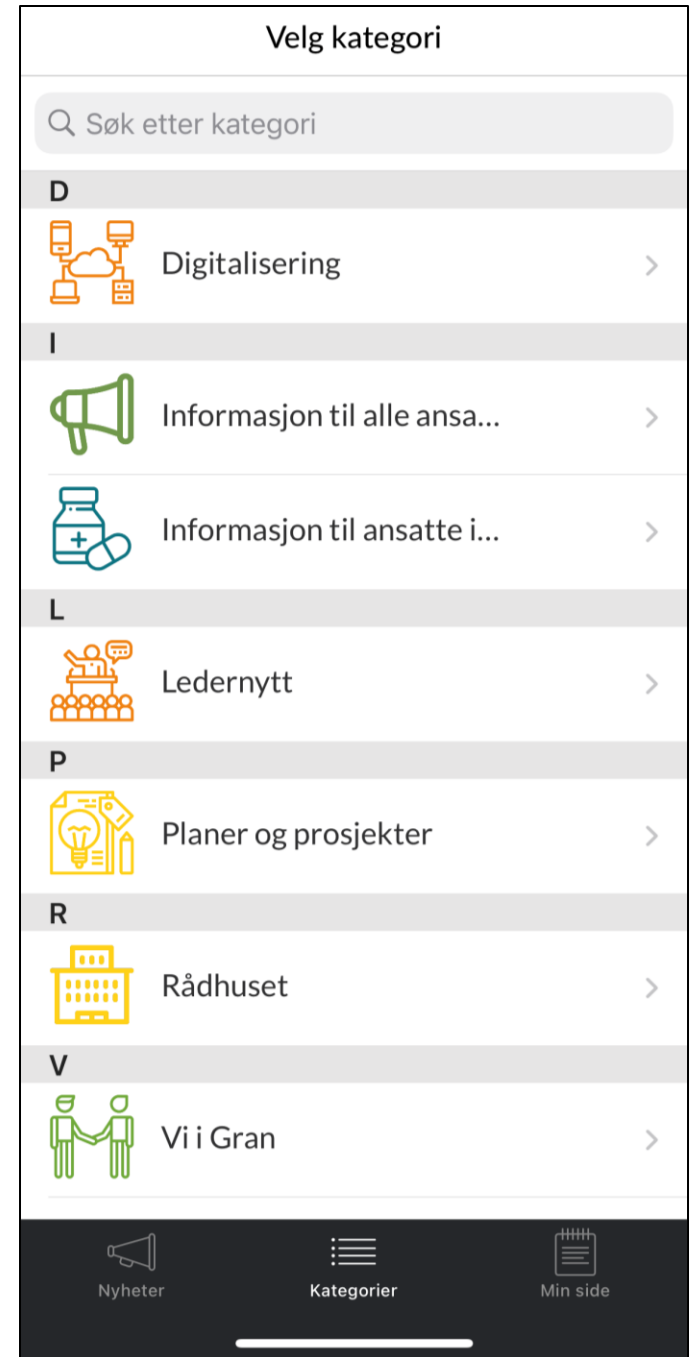 Velg kategori
Søk etter kategori
D
Digitalisering
I
Informasjon til alle ansa...
Informasjon til ansatte i...
L
Ledernytt
P
Planer og prosjekter
R
Rådhuset
V
Vi i Gran
Nyheter
Kategorier
Min side